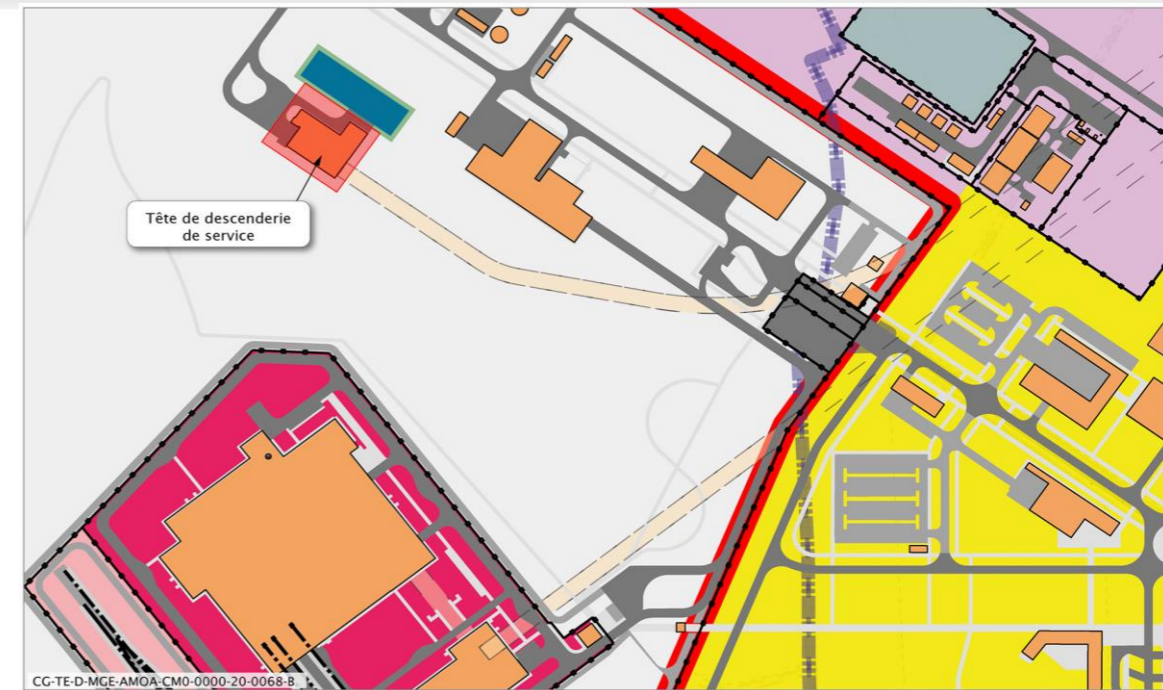 Tête de descenderie
de service
CG-TE-D-MGE-AMOA-CM0-0000-20-0068-B